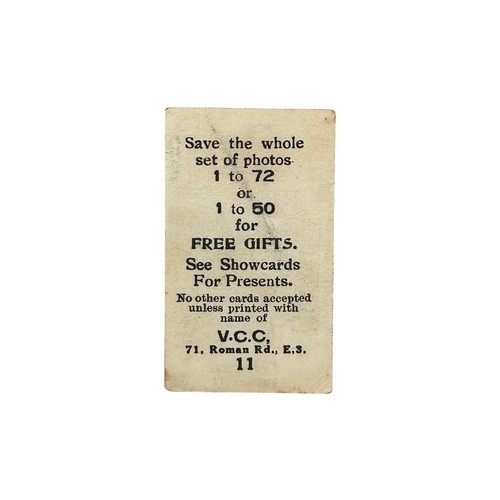 Save the whole
set of photos
1 to 72
or
1 to 50
for
FREE GIFTS.
See Showcards
For Presents.
No other cards accepted
unless printed with
name of
V.C.C,
71, Roman Rd., E,3.
11